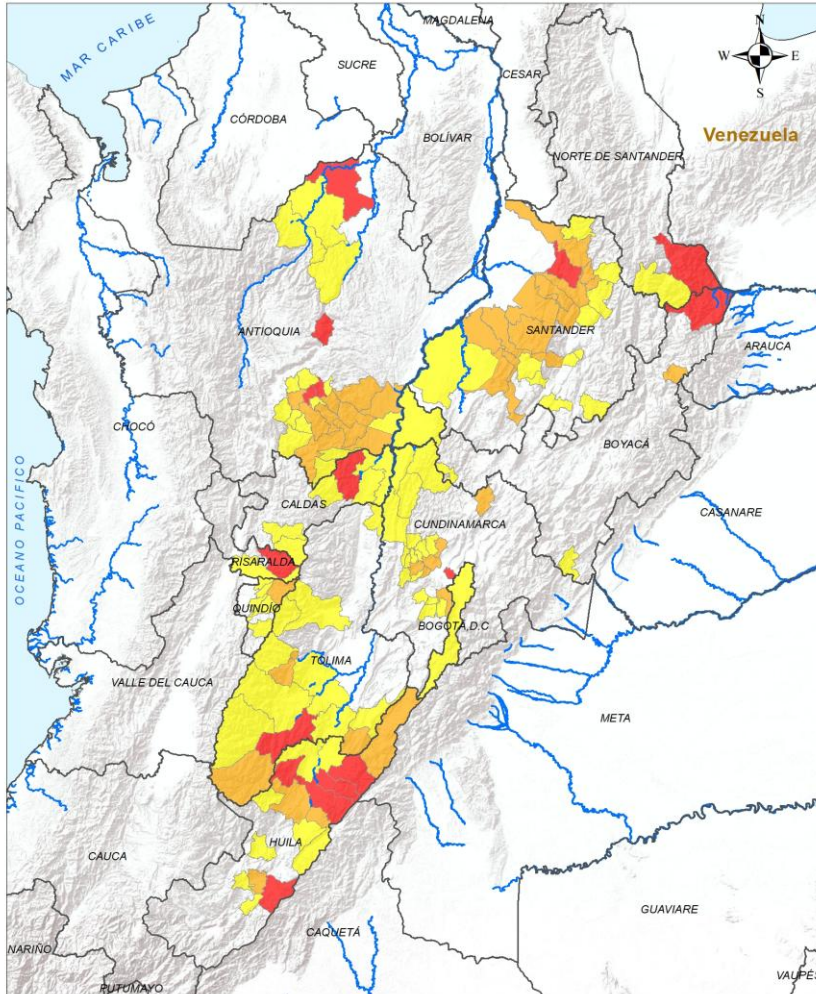 MAGDALENA
MAR CARIBE
N
W
E
S
SUCRE
CESAR
CÓRDOBA
BOLÍVAR
Venezuela
NORTE DE SANTANDER
ANTIOQUIA
SANTANDER
ARAUCA
CHOCÓ
BOYACÁ
OCEANO PACIFICO
CALDAS
CUNDINAMARCA
CASANARE
RISARALDA
QUINDÍO
BOGOTÁ, D.C
TOLIMA
VALLE DEL CAUCA
META
HUILA
CAUCA
GUAVIARE
CAQUETÁ
NARIÑO
PUTUMAYO
VAUPÉS